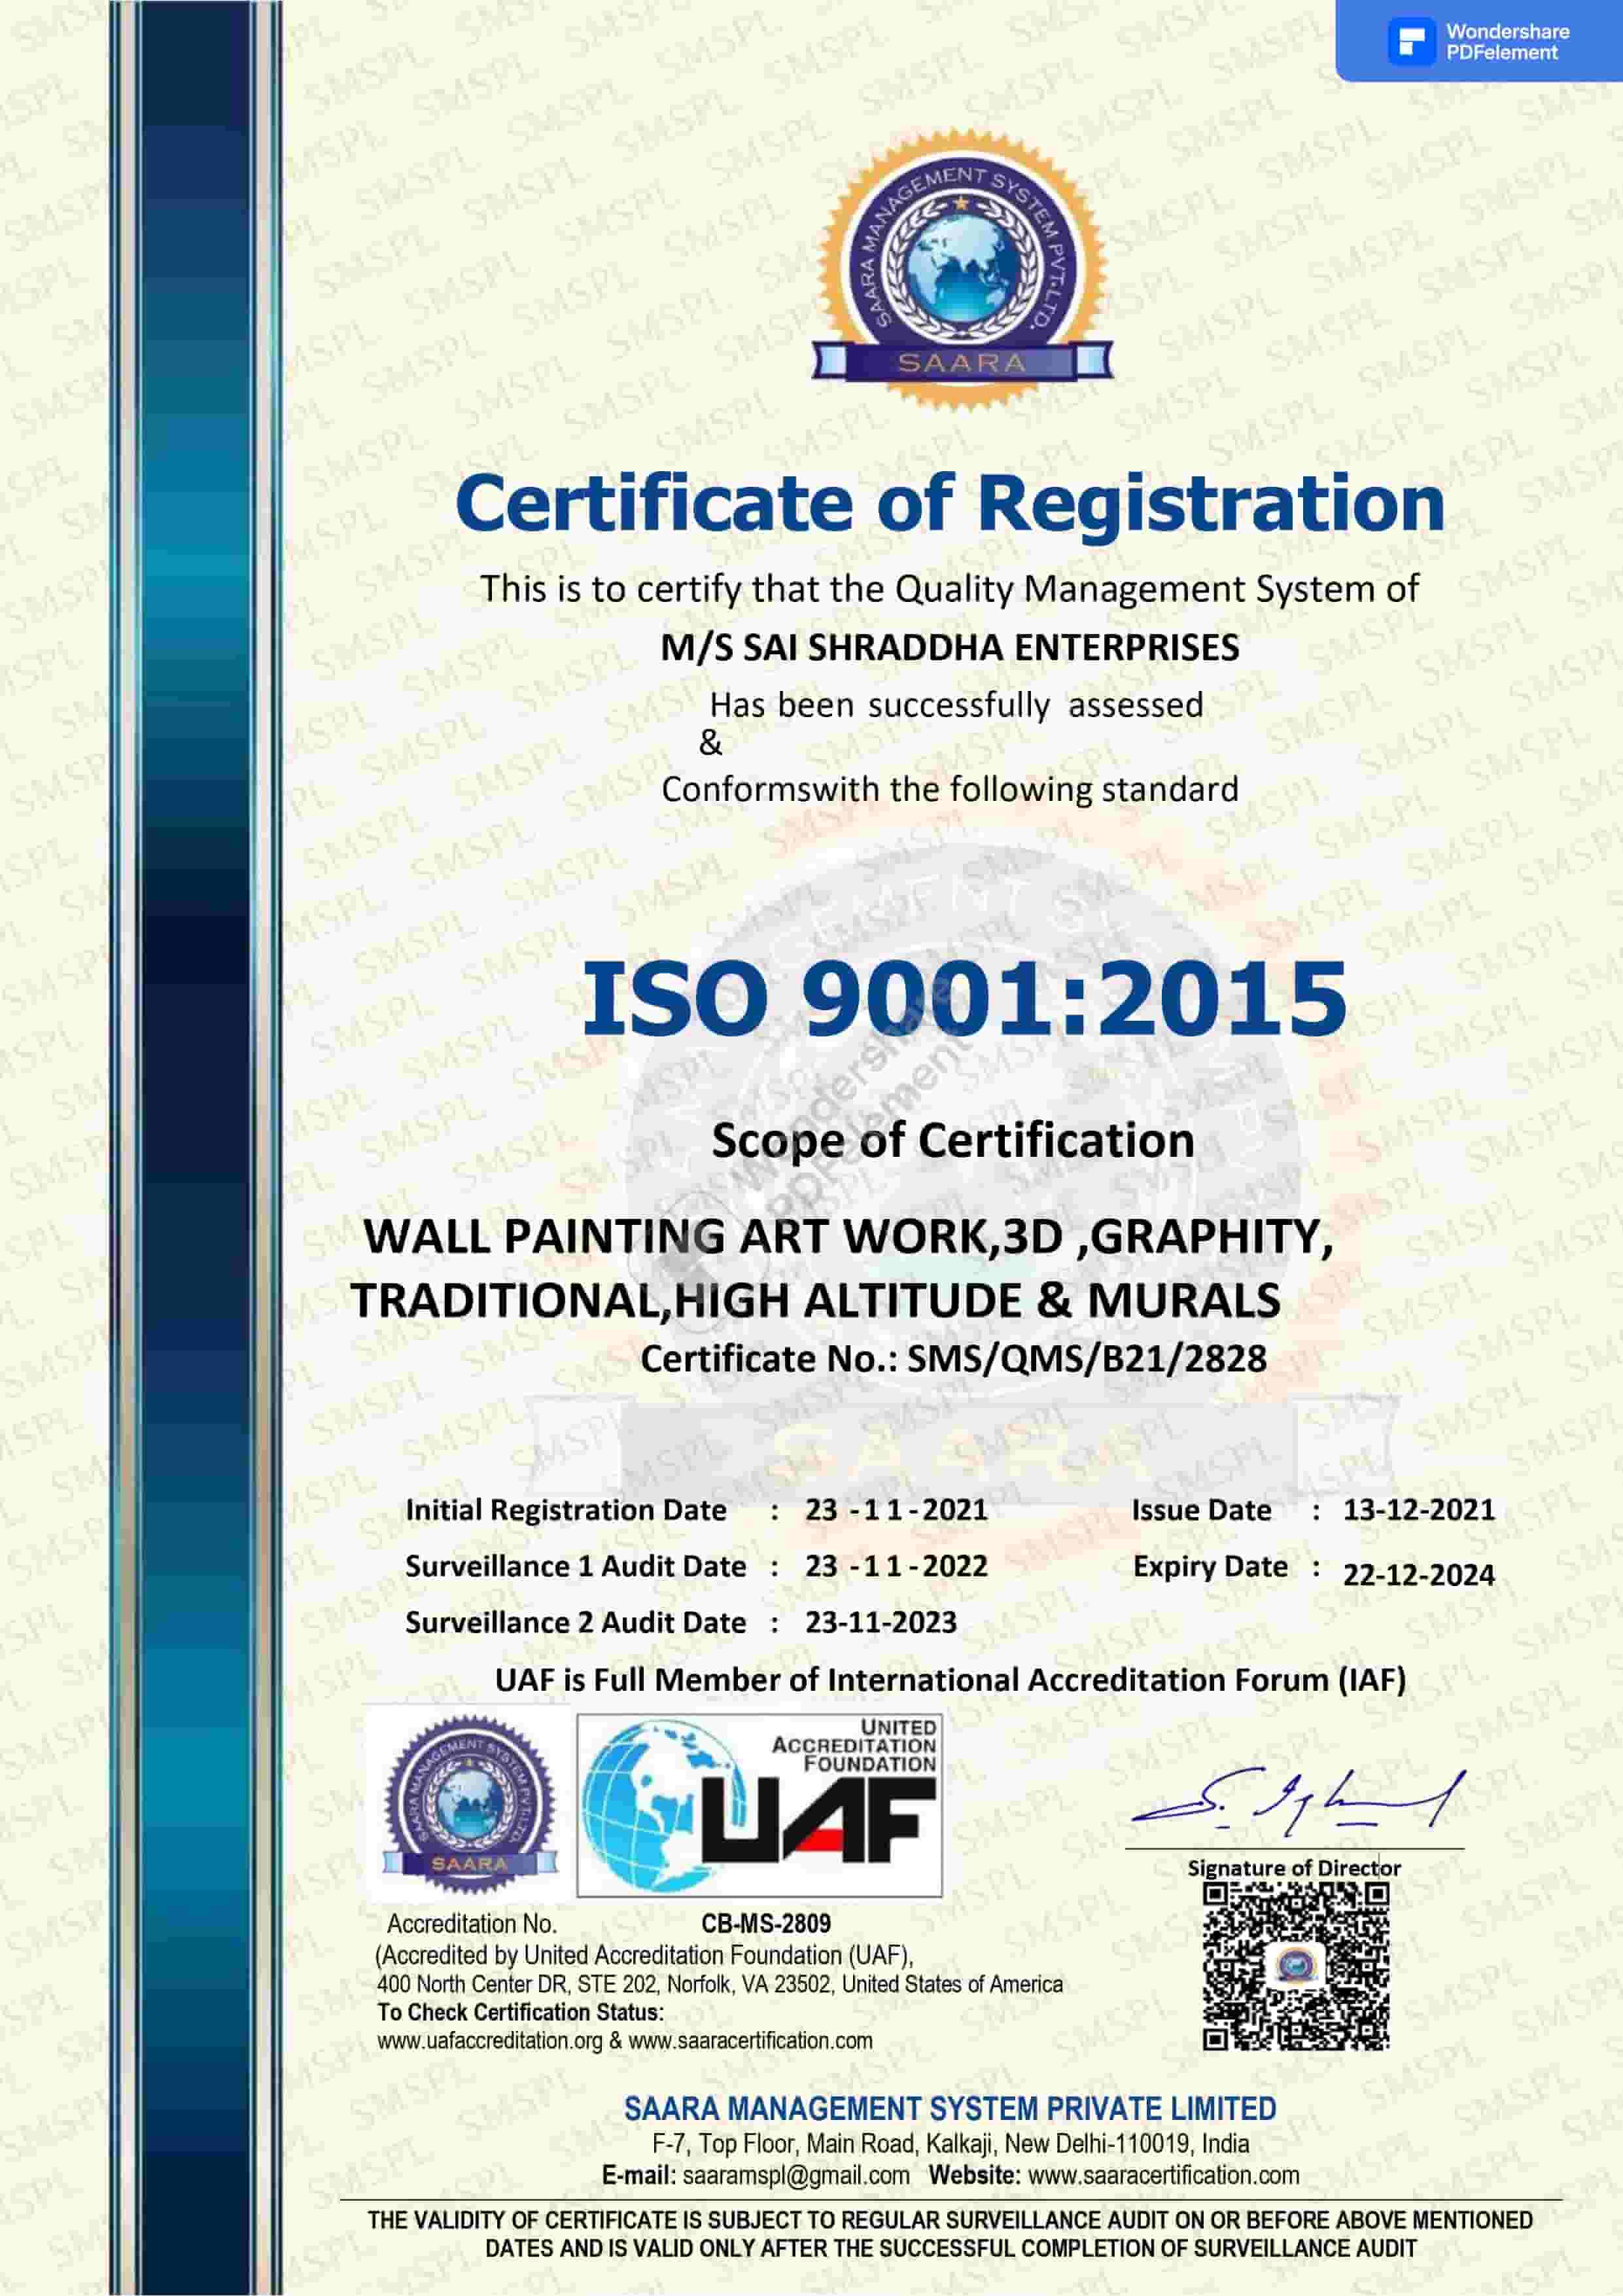 Wondershare
PDFelement
SAARA MANAGEMENT SYSTEM PVT.LTD.
SAARA
Certificate of Registration
This is to certify that the Quality Management System of
M/S SAI SHRADDHA ENTERPRISES
Has been successfully assessed
&
Conformswith the following standard
ISO 9001:2015
Scope of Certification
WALL PAINTING ART WORK,3D ,GRAPHITY,
TRADITIONAL,HIGH ALTITUDE & MURALS
Certificate No.: SMS/QMS/B21/2828
Initial Registration Date : 23 -11-2021 Issue Date : 13-12-2021
Surveillance 1 Audit Date : 23 -11-2022 Expiry Date : 22-12-2024
Surveillance 2 Audit Date : 23-11-2023
UAF is Full Member of International Accreditation Forum (IAF)
SAARA MANAGEMENT SYSTEM PVT.LTD.
SAARA
UNITED
ACCREDITATION
FOUNDATION
UAF
Signature of Director
Accreditation No. CB-MS-2809
(Accredited by United Accreditation Foundation (UAF),
400 North Center DR, STE 202, Norfolk, VA 23502, United States of America
To Check Certification Status:
www.uafaccreditation.org & www.saaracertification.com
SAARA MANAGEMENT SYSTEM PRIVATE LIMITED
F-7, Top Floor, Main Road, Kalkaji, New Delhi-110019, India
E-mail: saaramspl@gmail.com Website: www.saaracertification.com
THE VALIDITY OF CERTIFICATE IS SUBJECT TO REGULAR SURVEILLANCE AUDIT ON OR BEFORE ABOVE MENTIONED
DATES AND IS VALID ONLY AFTER THE SUCCESSFUL COMPLETION OF SURVEILLANCE AUDIT